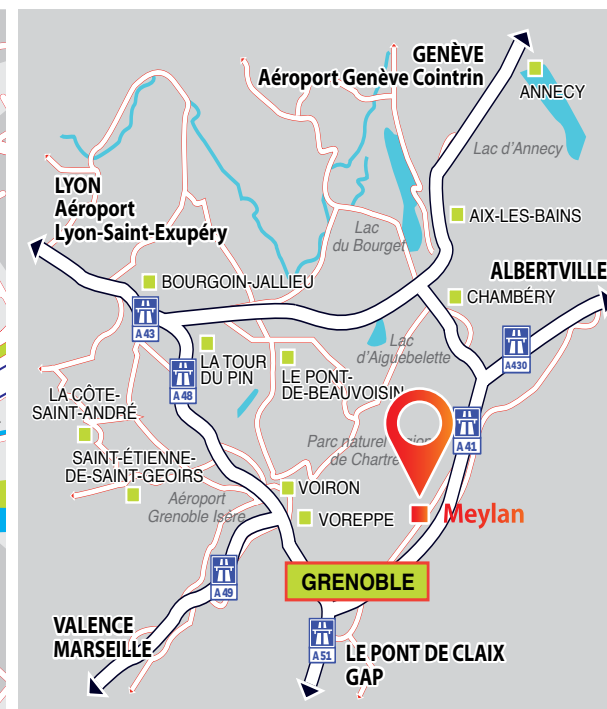 GENÈVE
Aéroport Genève Cointrin
ANNECY
Lac d'Annecy
LYON
Aéroport
Lyon-Saint-Exupéry
AIX-LES-BAINS
Lac
du Bourget
ALBERTVILLE
BOURGOIN-JALLIEU
CHAMBÉRY
A43
LA TOUR
DU PIN
Lac
d'Aiguebelette
A430
A48
LE PONT-
DE-BEAUVOISIN
LA CÔTE-
SAINT-ANDRÉ
A41
Parc naturel
de Chartre
SAINT-ÉTIENNE-
DE-SAINT-GEOIRS
VOIRON
Aéroport
Grenoble Isère
VOREPPE
Meylan
GRENOBLE
A49
VALENCE
MARSEILLE
A51
LE PONT DE CLAIX
GAP